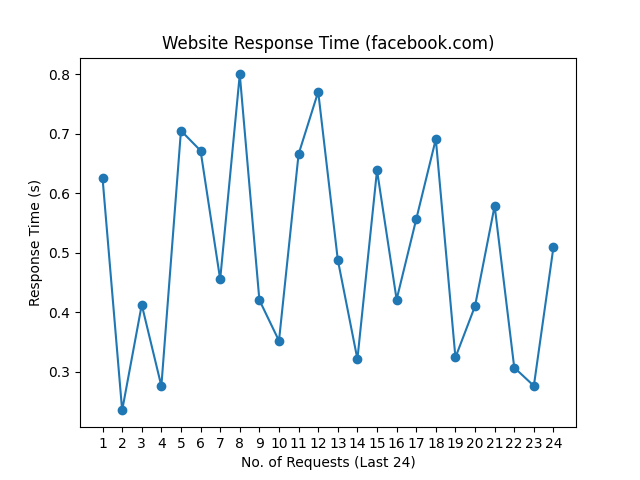 Website Response Time (facebook.com)
0.8
0.7
0.6
0.5
0.4
0.3
Response Time (s)
1 2 3 4 5 6 7 8 9 10 11 12 13 14 15 16 17 18 19 20 21 22 23 24
No. of Requests (Last 24)